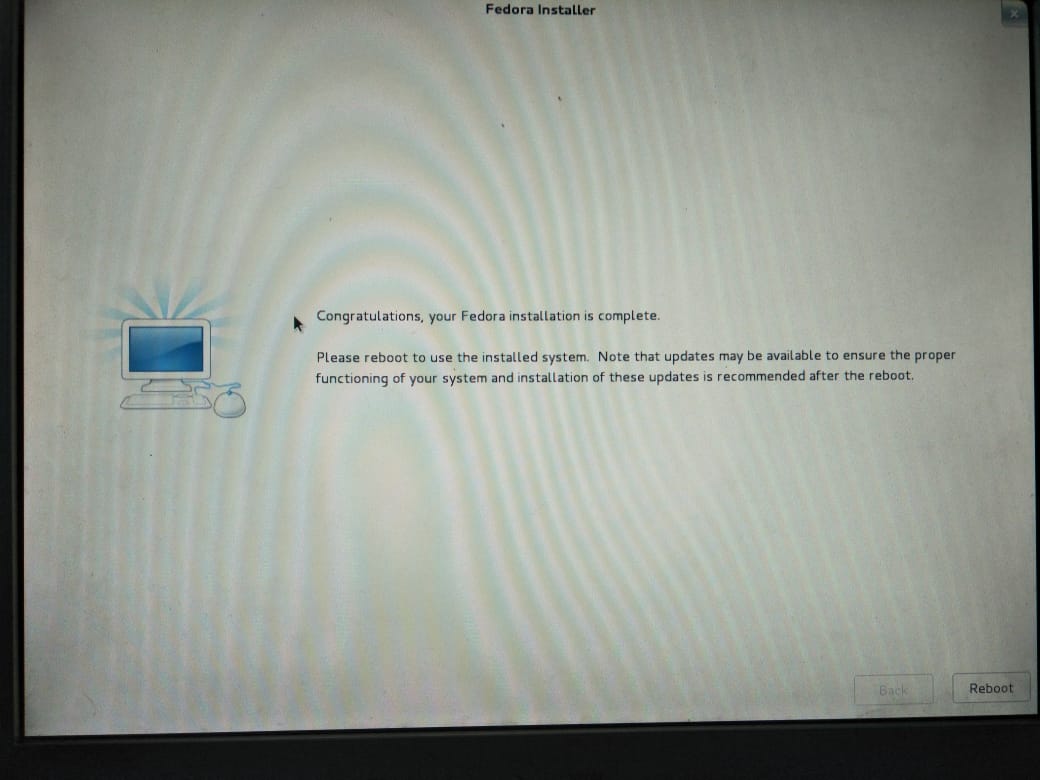 Fedora Installer
Congratulations, your Fedora installation is complete.
Please reboot to use the installed system. Note that updates may be available to ensure the proper
functioning of your system and installation of these updates is recommended after the reboot.
Back
Reboot